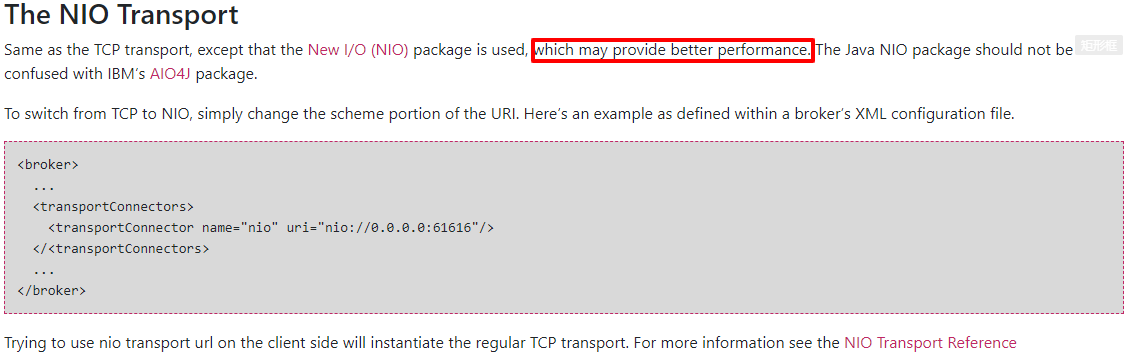 The NIO Transport
Same as the TCP transport, except that the New I/O (NIO) package is used, which may provide better performance. The Java NIO package should not be
confused with IBM's AIO4J package.
矩形框
To switch from TCP to NIO, simply change the scheme portion of the URI. Here's an example as defined within a broker's XML configuration file.
<broker>
  ...
  <transportConnectors>
    <transportConnector name="nio" uri="nio://0.0.0.0:61616"/>
  </<transportConnectors>
  ...
</broker>
Trying to use nio transport url on the client side will instantiate the regular TCP transport. For more information see the NIO Transport Reference